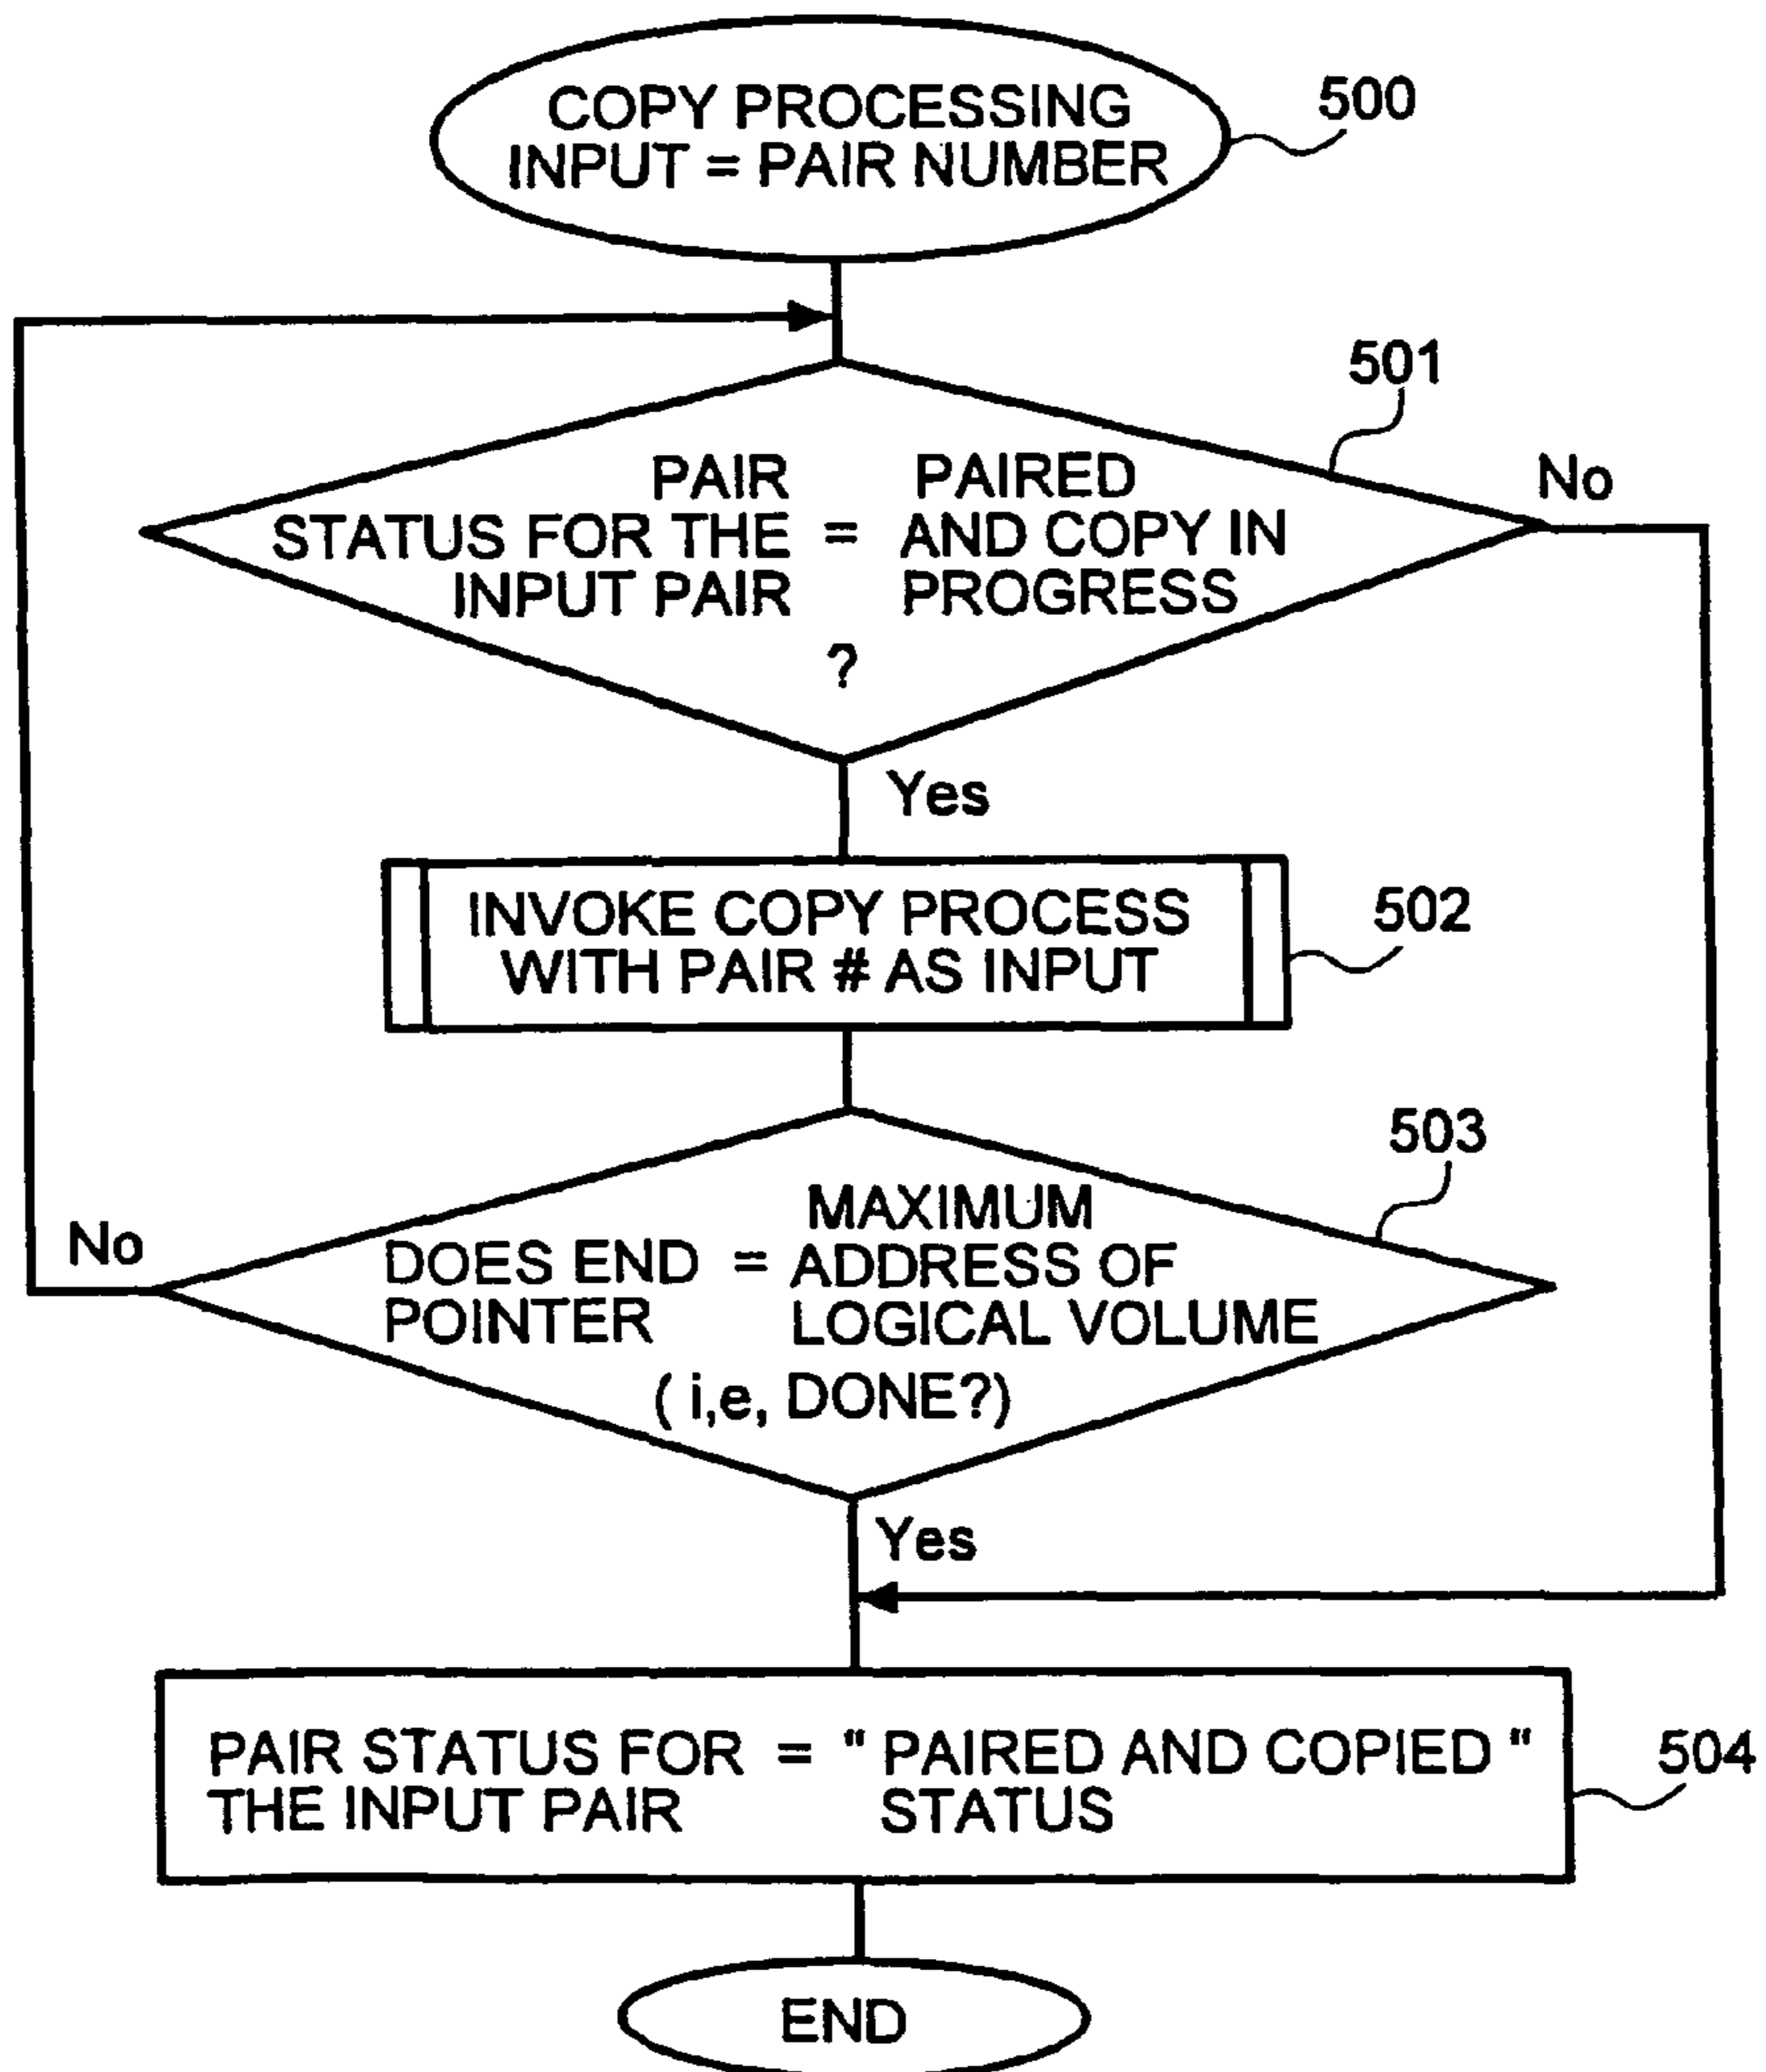 COPY PROCESSING
INPUT = PAIR NUMBER
500
501
PAIR PAIRED
STATUS FOR THE = AND COPY IN
INPUT PAIR PROGRESS
?
No
Yes
INVOKE COPY PROCESS
WITH PAIR # AS INPUT
502
503
MAXIMUM
DOES END = ADDRESS OF
POINTER LOGICAL VOLUME
( i,e, DONE?)
No
Yes
PAIR STATUS FOR = " PAIRED AND COPIED "
THE INPUT PAIR STATUS
504
END